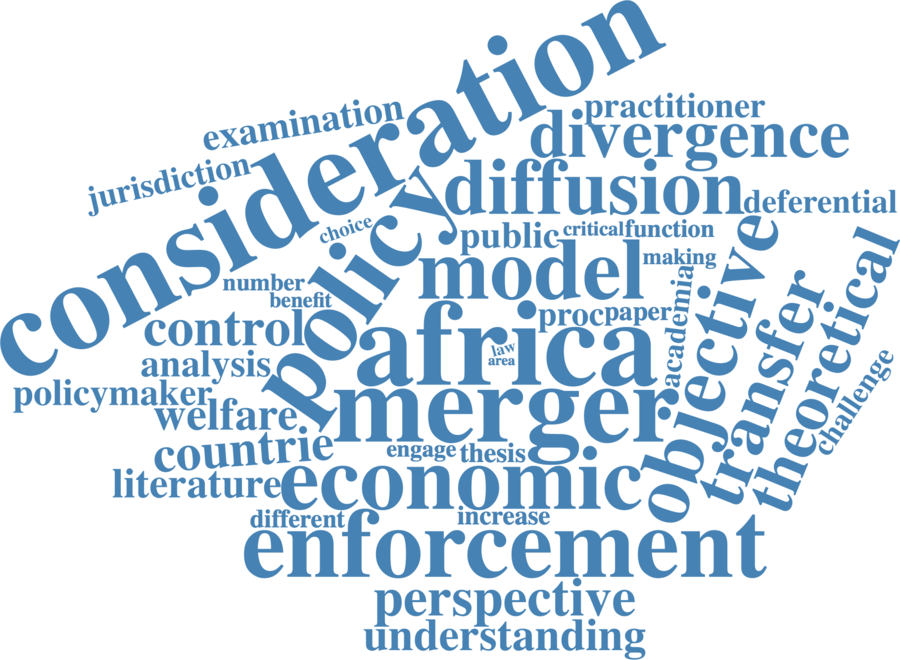 consideration
examination
practitioner
divergence
jurisdiction
diffusion
deferential
policy
choice
public
critical
function
objective
theoretical
model
making
number
benefit
transfer
academia
control
africa
proc
paper
law
area
analysis
challenge
policymaker
welfare
merger
countrie
engage
thesis
literature
economic
different
increase
enforcement
perspective
understanding